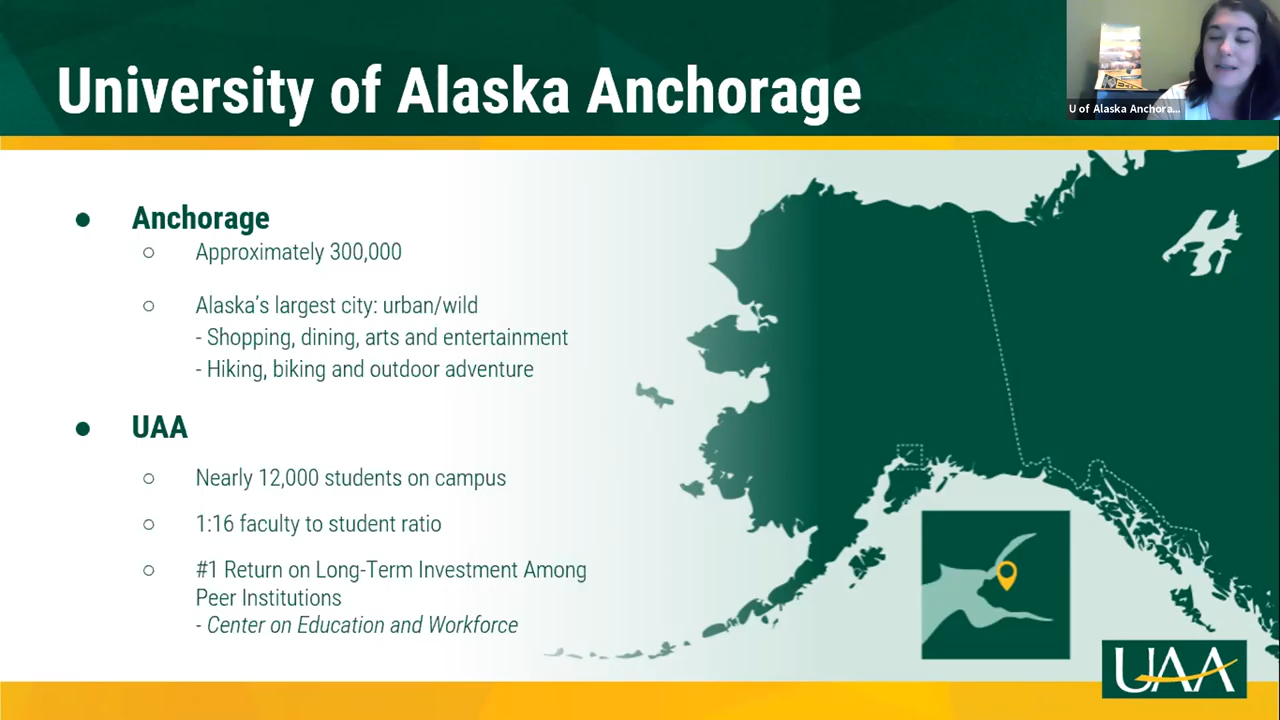 University of Alaska Anchorage
U of Alaska Anchora...
● Anchorage
○ Approximately 300,000
○ Alaska's largest city: urban/wild
- Shopping, dining, arts and entertainment
- Hiking, biking and outdoor adventure
● UAA
○ Nearly 12,000 students on campus
○ 1:16 faculty to student ratio
○ #1 Return on Long-Term Investment Among
Peer Institutions
- Center on Education and Workforce
UAA